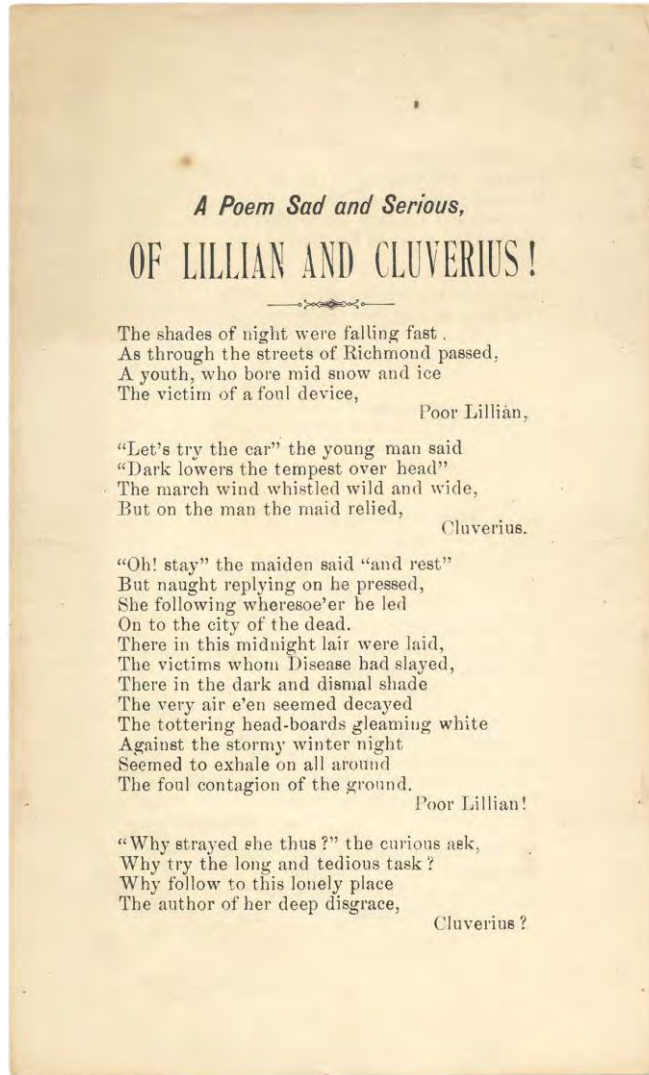 A Poem Sad and Serious,
OF LILLIAN AND CLUVERIUS!
The shades of night were falling fast.
As through the streets of Richmond passed,
A youth, who bore mid snow and ice
The victim of a foul device,
Poor Lillian,
“Let's try the car” the young man said
“Dark lowers the tempest over head”
The march wind whistled wild and wide,
But on the man the maid relied,
Cluverius.
“Oh! stay” the maiden said “and rest”
But naught replying on he pressed,
She following wheresoe'er he led
On to the city of the dead.
There in this midnight lair were laid,
The victims whom Disease had slayed,
There in the dark and dismal shade
The very air e'en seemed decayed
The tottering head-boards gleaming white
Against the stormy winter night
Seemed to exhale on all around
The foul contagion of the ground.
Poor Lillian!
“Why strayed she thus?” the curious ask,
Why try the long and tedious task?
Why follow to this lonely place
The author of her deep disgrace,
Cluverius?